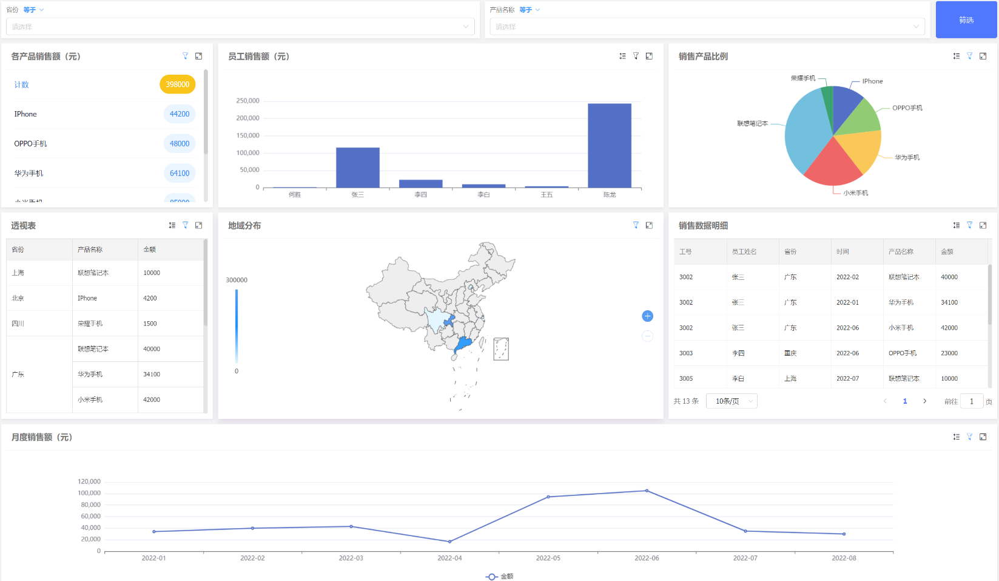 省份 等于
请选择
产品名称 等于
请选择
筛选
各产品销售额（元）
计数 398000
IPhone 44200
OPPO手机 48000
华为手机 64100
小米手机
员工销售额（元）
250,000
200,000
150,000
100,000
50,000
0
何胜 张三 李四 李白 王五 陈龙
销售产品比例
荣耀手机
IPhone
OPPO手机
联想笔记本
华为手机
小米手机
透视表
省份 产品名称 金额
上海 联想笔记本 10000
北京 IPhone 4200
四川 荣耀手机 1500
联想笔记本 40000
广东 华为手机 34100
小米手机 42000
地域分布
300000
0
销售数据明细
工号 员工姓名 省份 时间 产品名称 金额
3002 张三 广东 2022-02 联想笔记本 40000
3002 张三 广东 2022-01 华为手机 34100
3002 张三 广东 2022-06 小米手机 42000
3003 李四 重庆 2022-06 OPPO手机 23000
3005 李白 上海 2022-07 联想笔记本 10000
共 13 条 10条/页 1 前往 1 页
月度销售额（元）
120,000
100,000
80,000
60,000
40,000
20,000
0
2022-01 2022-02 2022-03 2022-04 2022-05 2022-06 2022-07 2022-08
金额